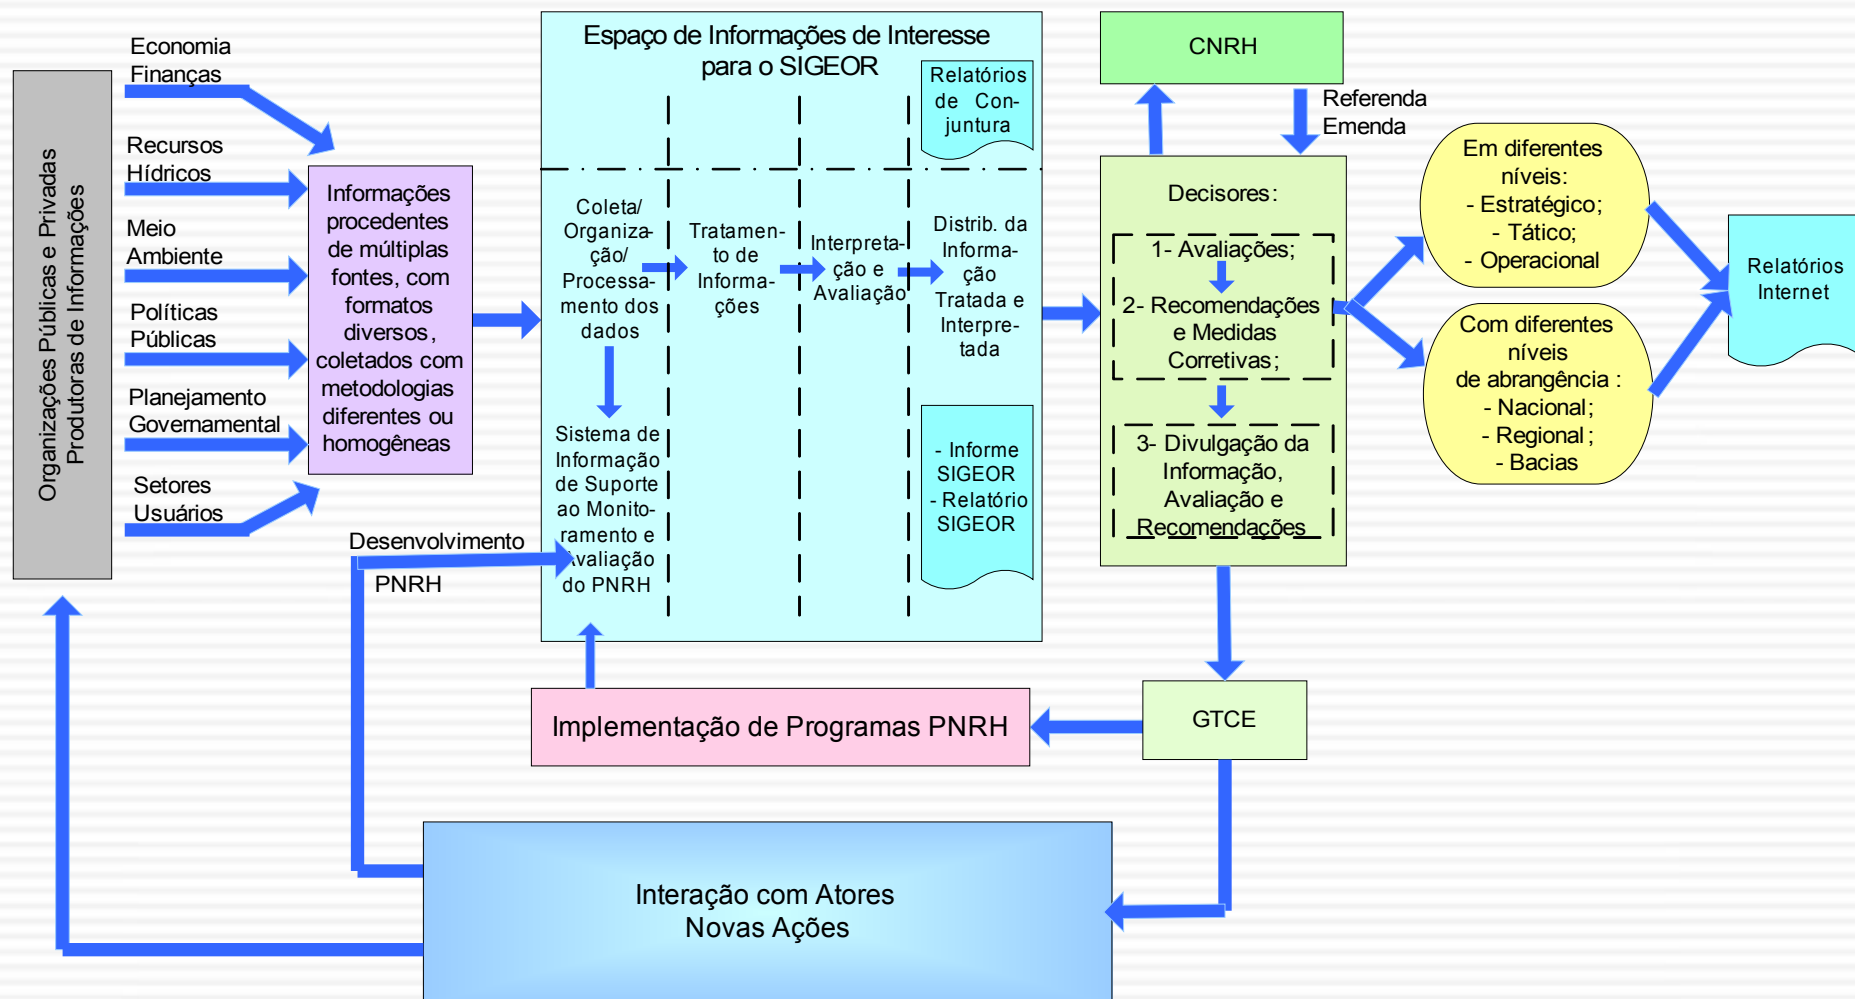 Organizações Públicas e Privadas
Produtoras de Informações
Economia
Finanças
Recursos
Hídricos
Meio
Ambiente
Políticas
Públicas
Planejamento
Governamental
Setores
Usuários
Informações
procedentes
de múltiplas
fontes, com
formatos
diversos,
coletados com
metodologias
diferentes ou
homogêneas
Desenvolvimento
PNRH
Espaço de Informações de Interesse
para o SIGEOR
Relatórios
de Con-
juntura
Coleta/
Organiza-
ção/
Processa-
mento dos
dados
Tratamen-
to de
Informa-
ções
Interpreta-
ção e
Avaliação
Distrib. da
Informa-
ção
Tratada e
Interpre-
tada
Sistema de
Informação
de Suporte
ao Monito-
ramento e
Avaliação
do PNRH
- Informe
SIGEOR
- Relatório
SIGEOR
CNRH
Referenda
Emenda
Decisores:
1- Avaliações;
2- Recomendações
e Medidas
Corretivas;
3- Divulgação da
Informação,
Avaliação e
Recomendações
Em diferentes
níveis:
- Estratégico;
- Tático;
- Operacional
Com diferentes
níveis
de abrangência :
- Nacional;
- Regional;
- Bacias
Relatórios
Internet
Implementação de Programas PNRH
GTCE
Interação com Atores
Novas Ações